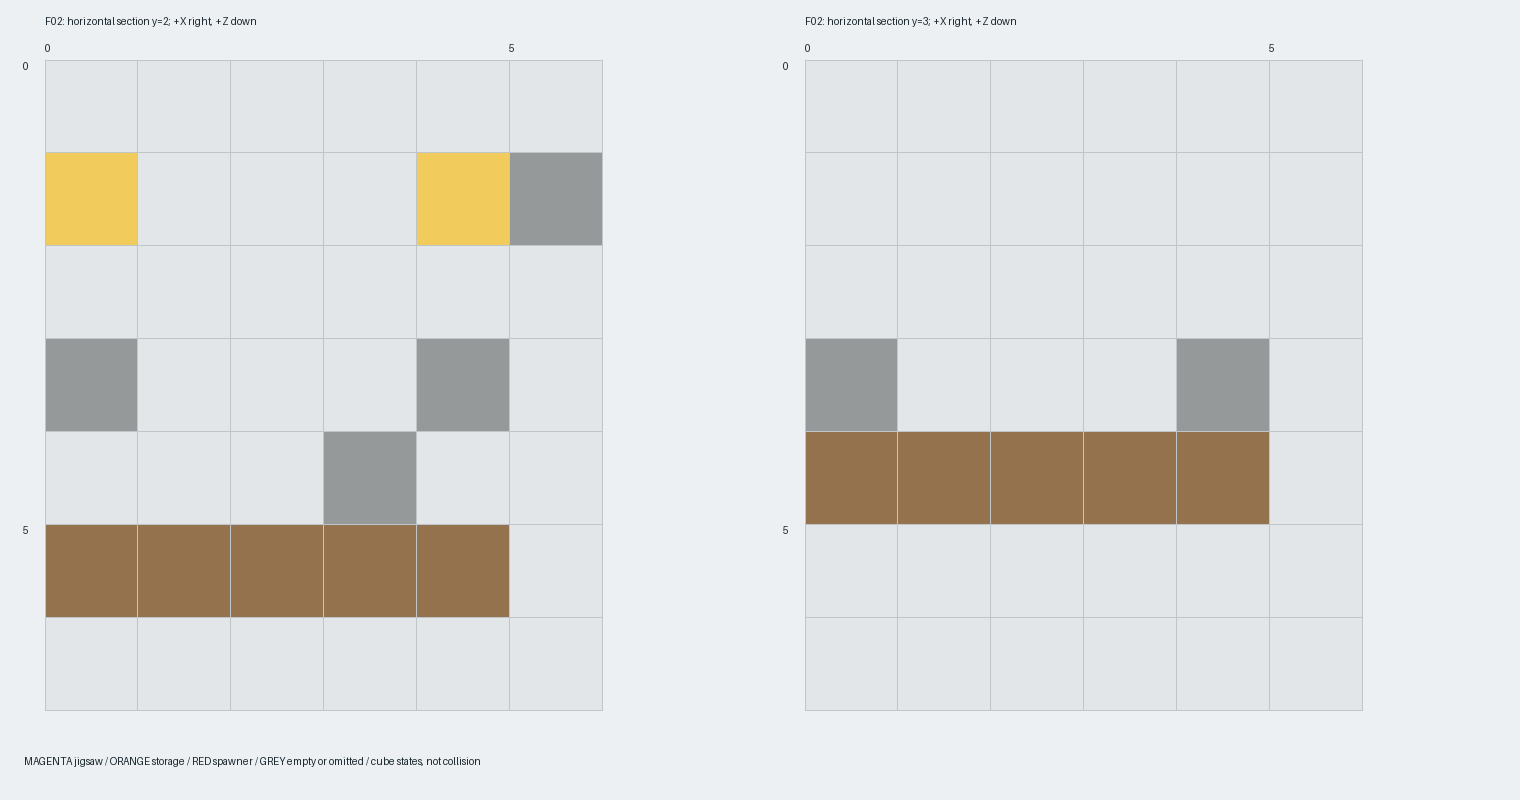 F02: horizontal section y=2; +X right, +Z down
F02: horizontal section y=3; +X right, +Z down
0 5
0 5
0
0
5
5
MAGENTA jigsaw / ORANGE storage / RED spawner / GREY empty or omitted / cube states, not collision